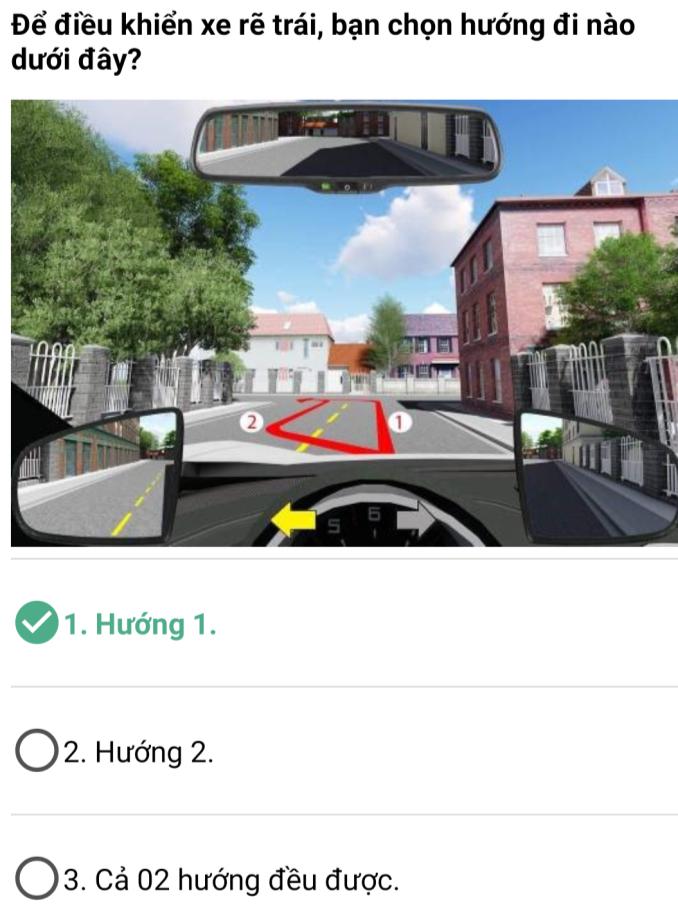 Để điều khiển xe rẽ trái, bạn chọn hướng đi nào
dưới đây?
2
1
5
6
1. Hướng 1.
2. Hướng 2.
3. Cả 02 hướng đều được.